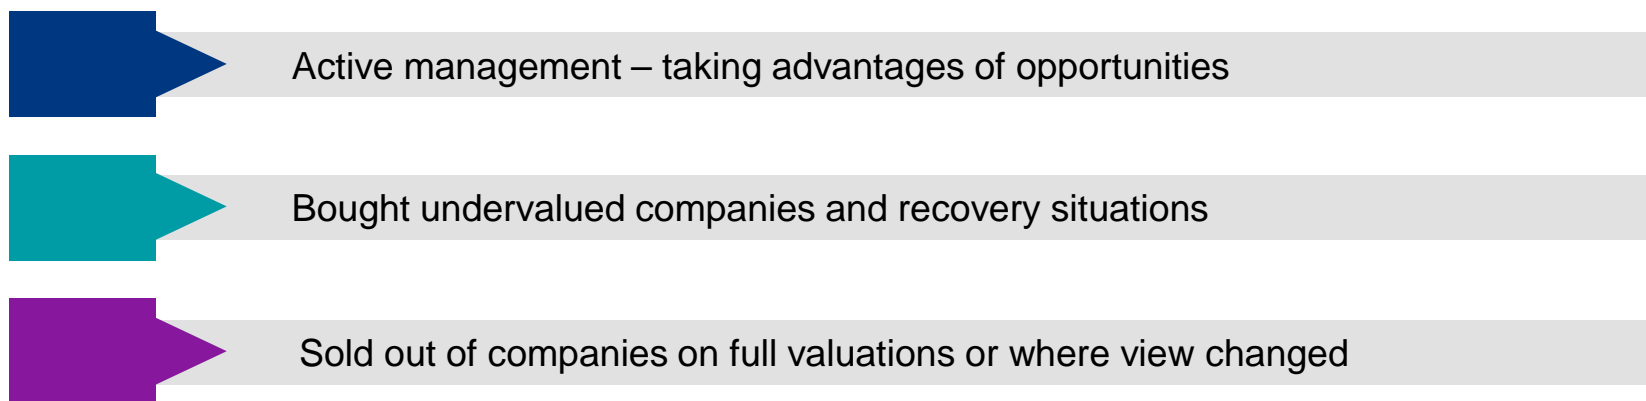 Active management – taking advantages of opportunities
Bought undervalued companies and recovery situations
Sold out of companies on full valuations or where view changed